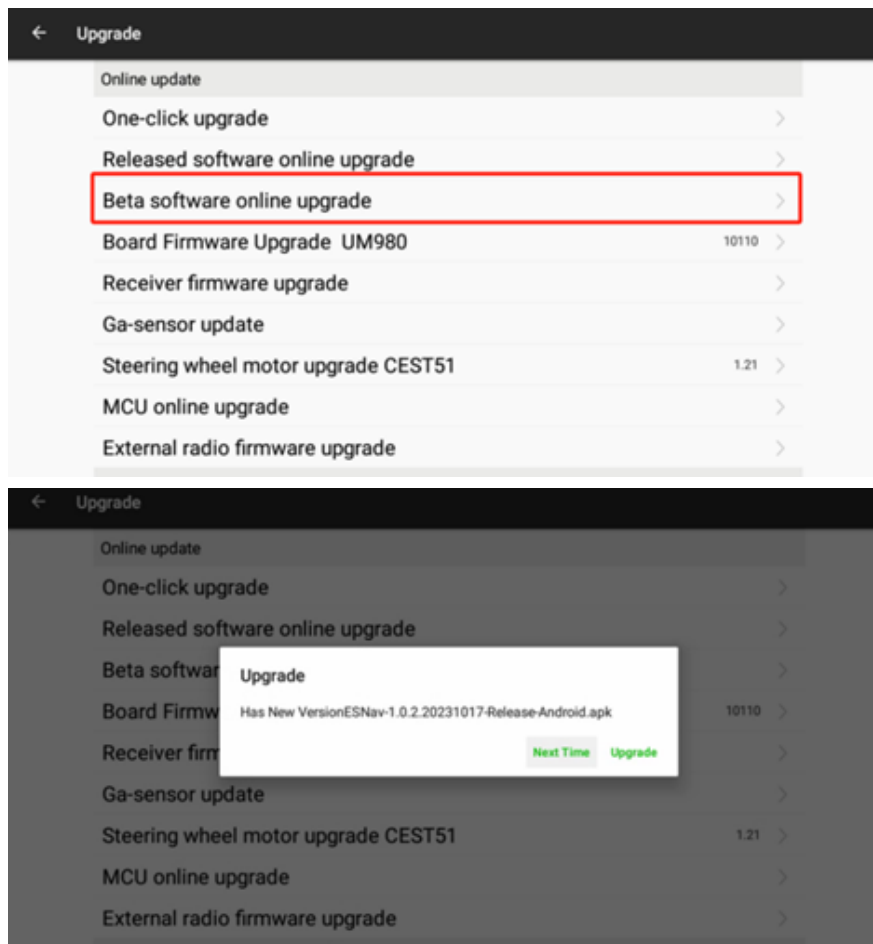 Upgrade
Online update
One-click upgrade
Released software online upgrade
Beta software online upgrade
Board Firmware Upgrade UM980 10110
Receiver firmware upgrade
Ga-sensor update
Steering wheel motor upgrade CEST51 1.21
MCU online upgrade
External radio firmware upgrade
Upgrade
Online update
One-click upgrade
Released software online upgrade
Beta softwar
Upgrade
Board Firmw Has New VersionESNav-1.0.2.20231017-Release-Android.apk 10110
Receiver firm Next Time Upgrade
Ga-sensor update
Steering wheel motor upgrade CEST51 1.21
MCU online upgrade
External radio firmware upgrade